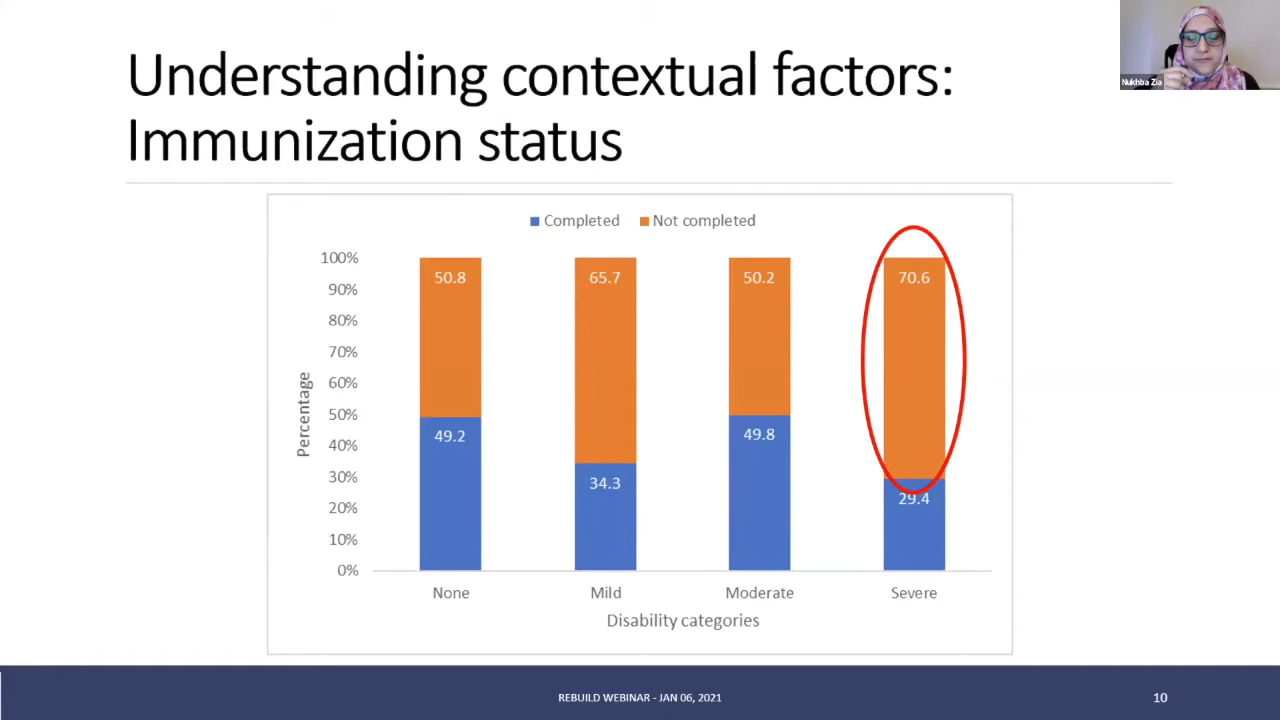 Understanding contextual factors:
Immunization status
Nukhba Zia
Completed Not completed
100%
90%
80%
70%
60%
50%
40%
30%
20%
10%
0%
Percentage
50.8 65.7 50.2 70.6
49.2 34.3 49.8 29.4
None Mild Moderate Severe
Disability categories
REBUILD WEBINAR - JAN 06, 2021
10